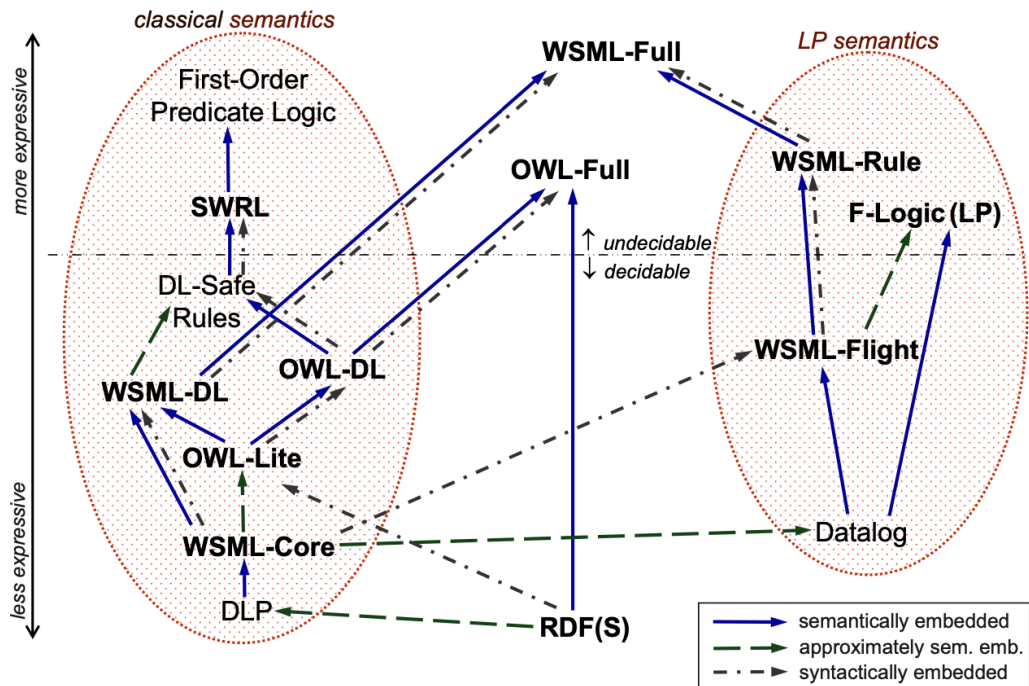 classical semantics
LP semantics
WSML-Full
First-Order
Predicate Logic
more expressive
WSML-Rule
OWL-Full
SWRL
F-Logic (LP)
↑ undecidable
↓ decidable
DL-Safe
Rules
WSML-Flight
OWL-DL
WSML-DL
OWL-Lite
Datalog
WSML-Core
less expressive
DLP
RDF(S)
semantically embedded
approximately sem. emb.
syntactically embedded